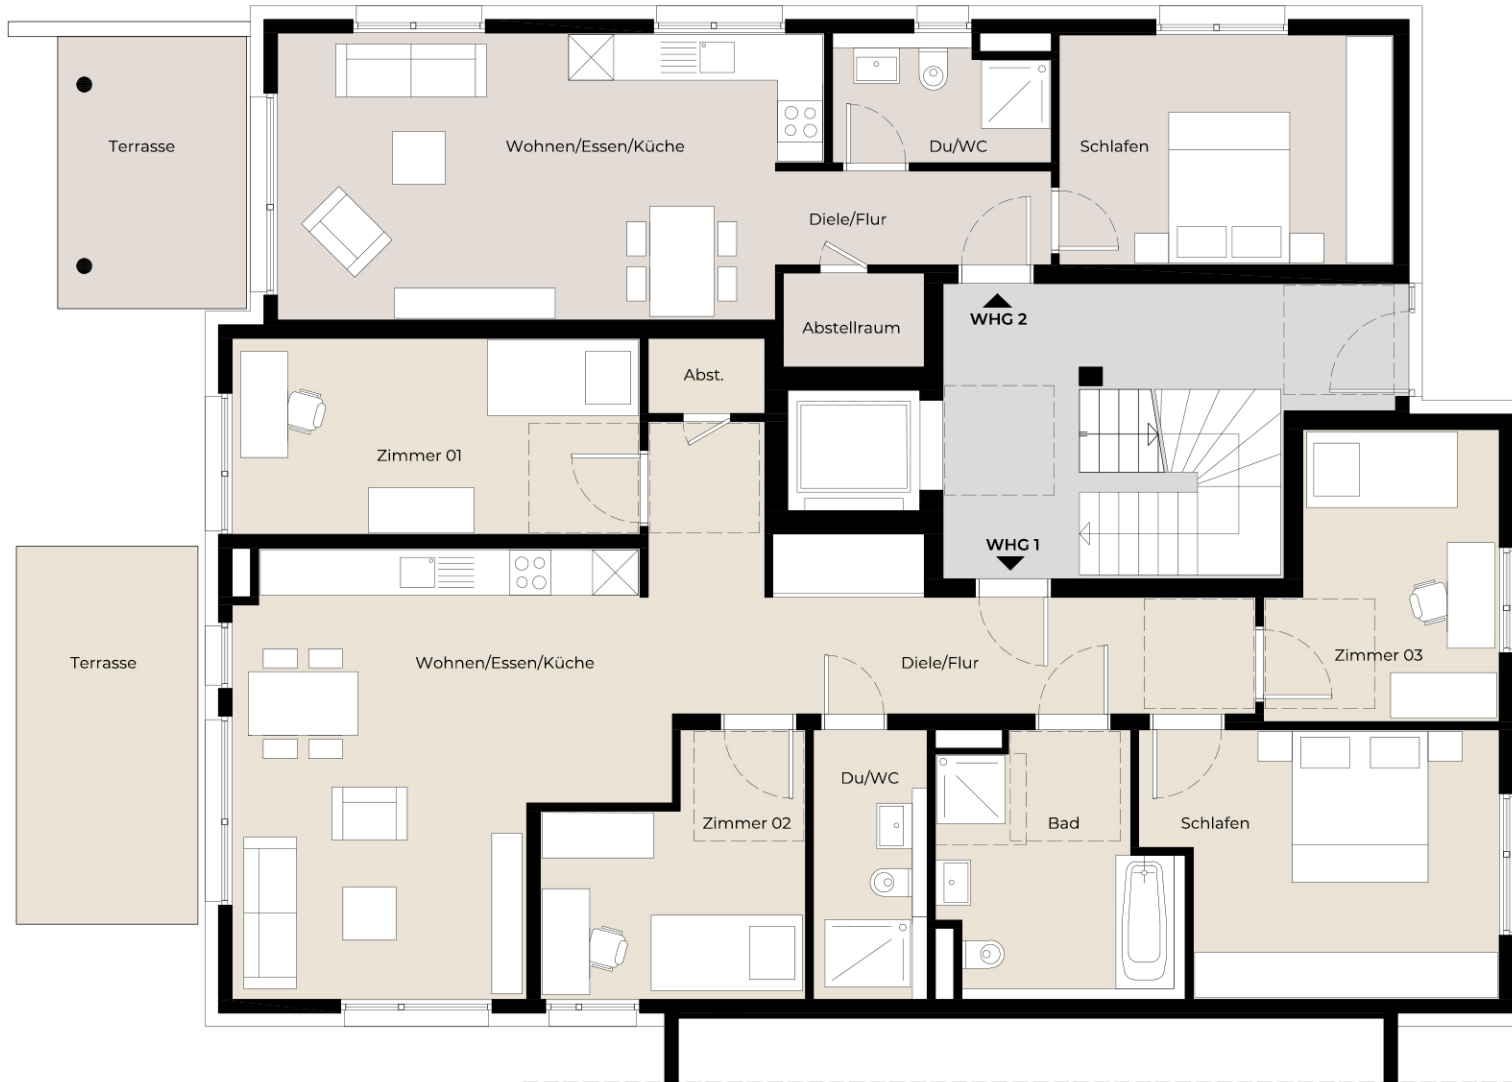 Terrasse
Wohnen/Essen/Küche
Du/WC
Schlafen
Diele/Flur
Abstellraum
WHG 2
Abst.
Zimmer 01
WHG 1
Terrasse
Wohnen/Essen/Küche
Diele/Flur
Zimmer 03
Du/WC
Zimmer 02
Bad
Schlafen